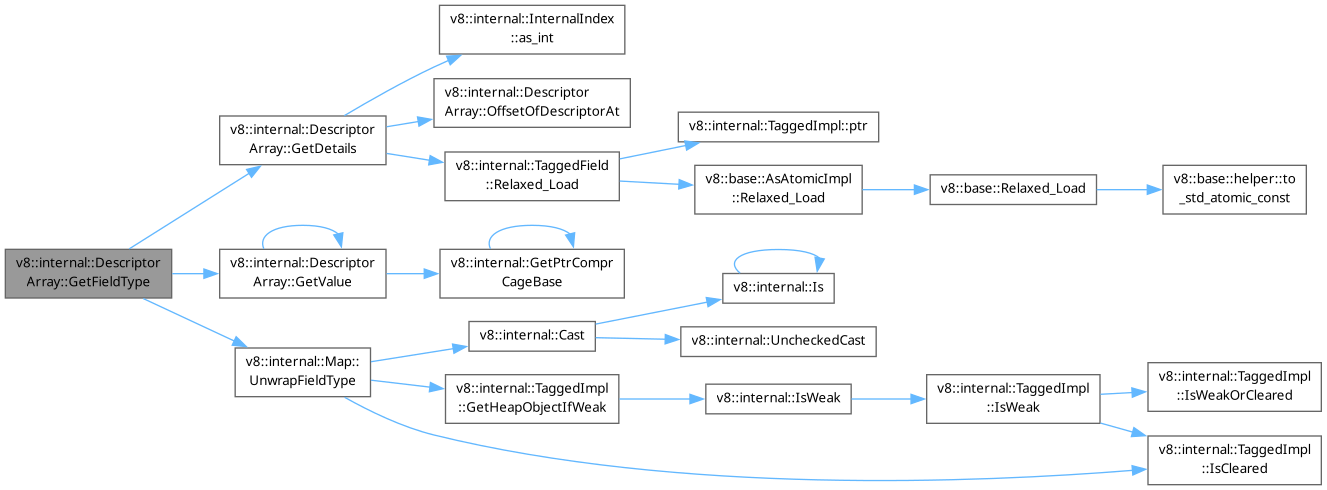 v8::internal::InternalIndex
::as_int
v8::internal::Descriptor
Array::OffsetOfDescriptorAt
v8::internal::TaggedImpl::ptr
v8::internal::Descriptor
Array::GetDetails
v8::internal::TaggedField
::Relaxed_Load
v8::base::AsAtomicImpl
::Relaxed_Load
v8::base::Relaxed_Load
v8::base::helper::to
_std_atomic_const
v8::internal::Descriptor
Array::GetFieldType
v8::internal::Descriptor
Array::GetValue
v8::internal::GetPtrCompr
CageBase
v8::internal::Is
v8::internal::Cast
v8::internal::UncheckedCast
v8::internal::Map::
UnwrapFieldType
v8::internal::TaggedImpl
::GetHeapObjectIfWeak
v8::internal::IsWeak
v8::internal::TaggedImpl
::IsWeak
v8::internal::TaggedImpl
::IsWeakOrCleared
v8::internal::TaggedImpl
::IsCleared